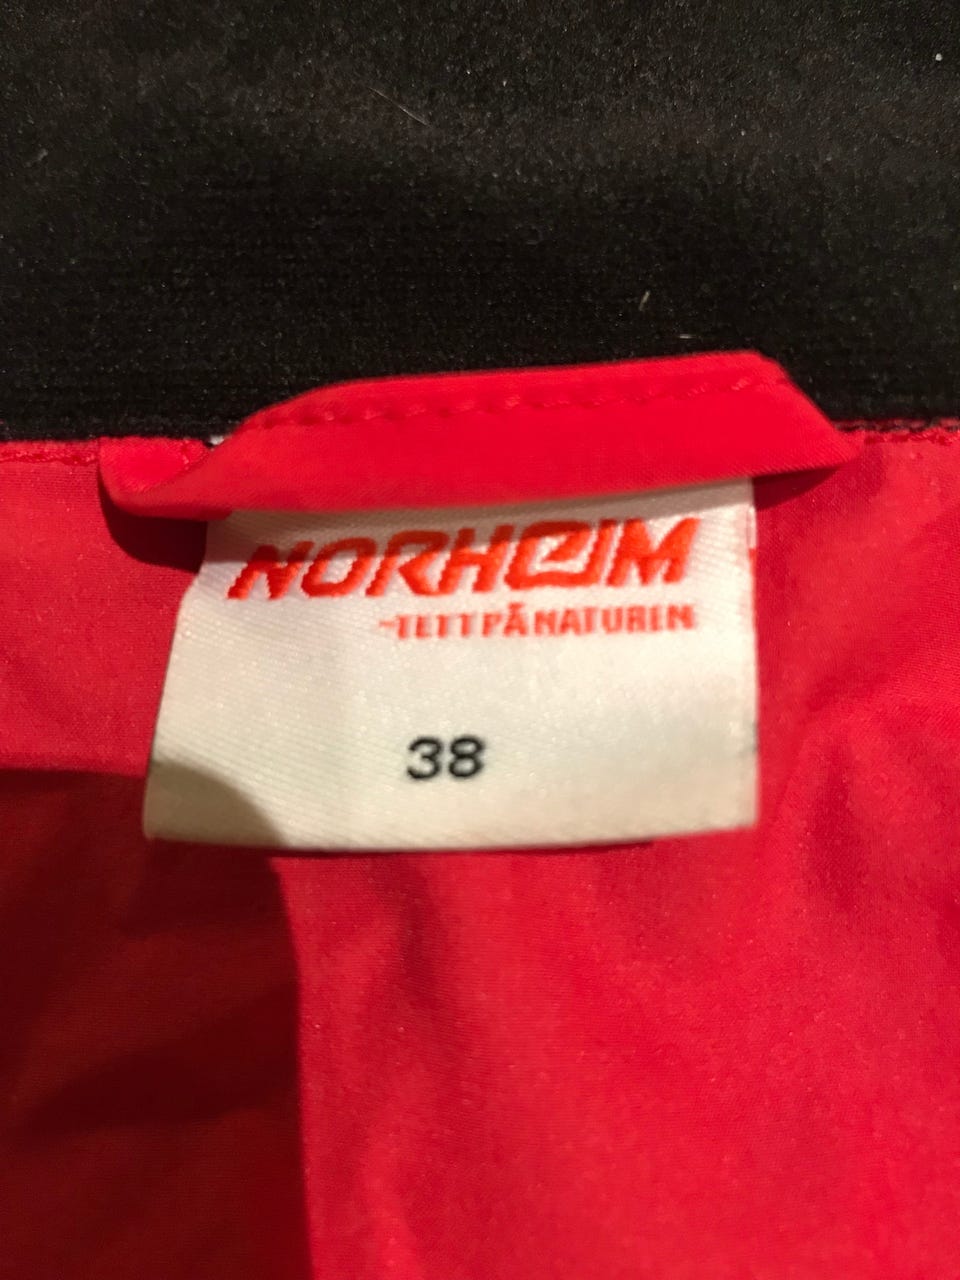 NORHEIM
-TETT PÅ NATUREN
38